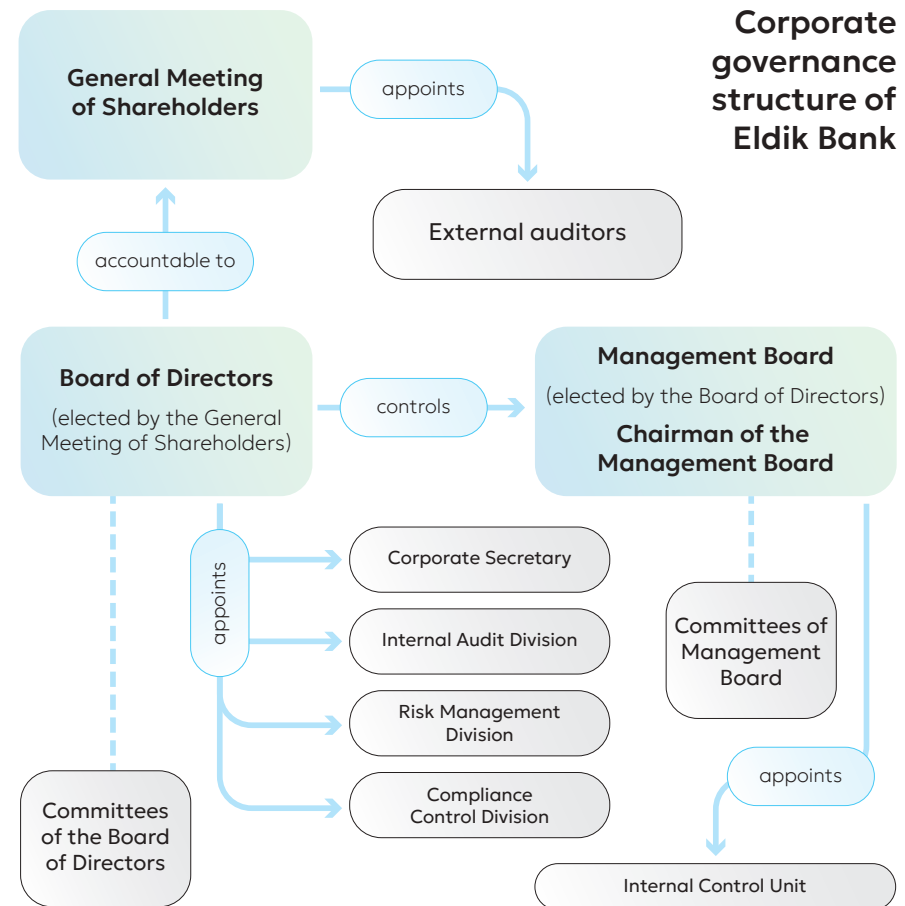 Corporate
governance
structure of
Eldik Bank
General Meeting
of Shareholders
appoints
External auditors
accountable to
Board of Directors
(elected by the General
Meeting of Shareholders)
controls
Management Board
(elected by the Board of Directors)
Chairman of the
Management Board
appoints
Corporate Secretary
Internal Audit Division
Risk Management
Division
Compliance
Control Division
Committees
of the Board
of Directors
Committees of
Management
Board
appoints
Internal Control Unit